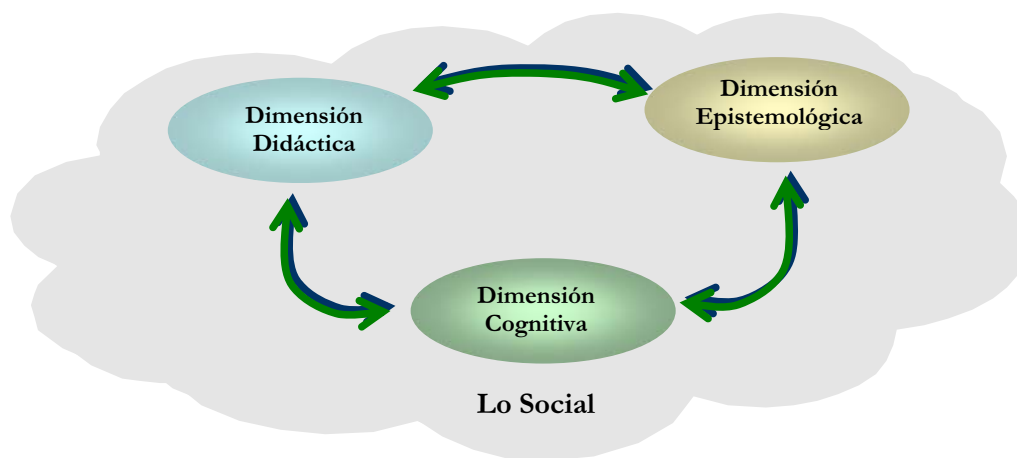 Dimensión
Didáctica
Dimensión
Epistemológica
Dimensión
Cognitiva
Lo Social